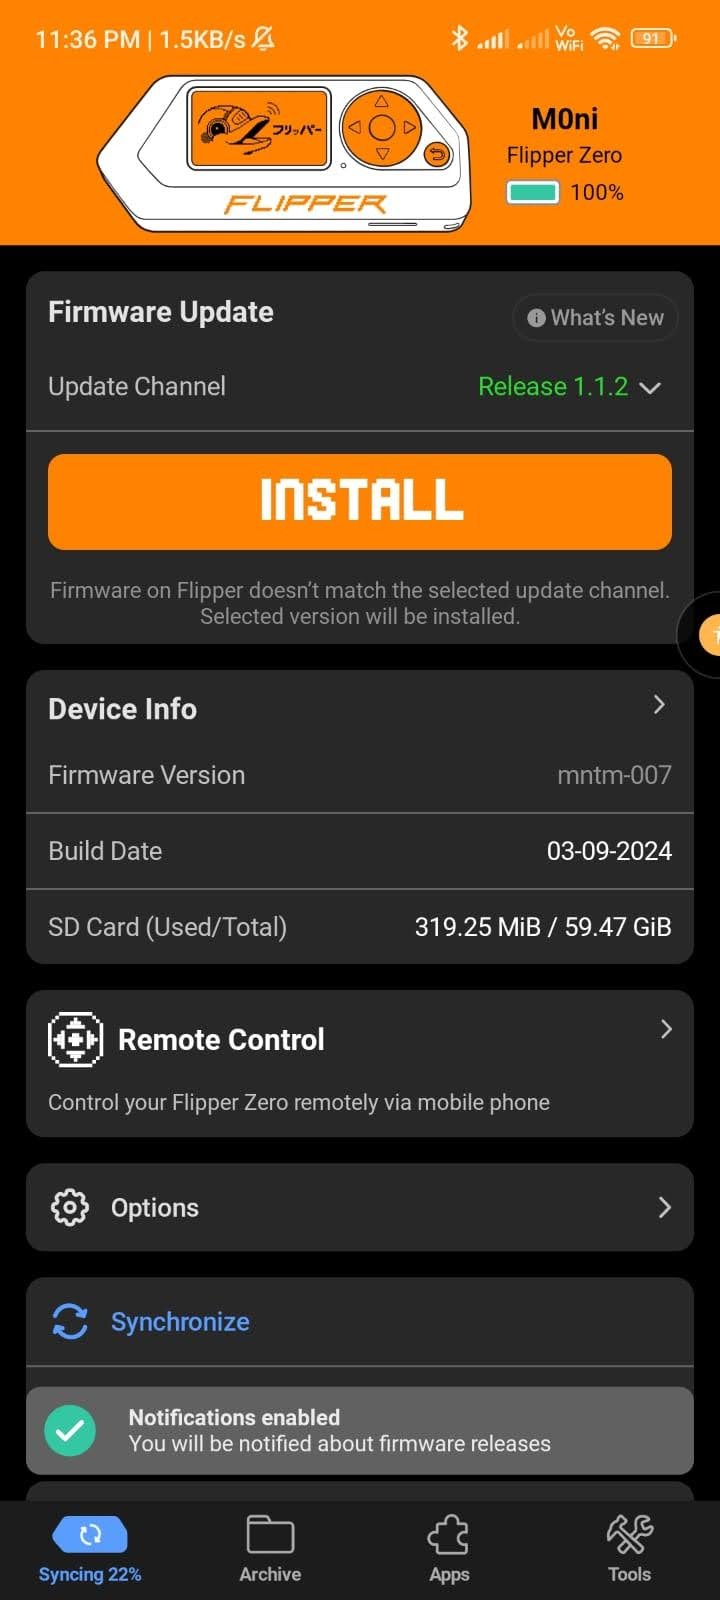 11:36 PM | 1.5KB/s
Vo
WiFi
91
フリッパー
FLIPPER
M0ni
Flipper Zero
100%
Firmware Update
What's New
Update Channel
Release 1.1.2
INSTALL
Firmware on Flipper doesn't match the selected update channel.
Selected version will be installed.
Device Info
Firmware Version
mntm-007
Build Date
03-09-2024
SD Card (Used/Total)
319.25 MiB / 59.47 GiB
Remote Control
Control your Flipper Zero remotely via mobile phone
Options
Synchronize
Notifications enabled
You will be notified about firmware releases
Syncing 22%
Archive
Apps
Tools